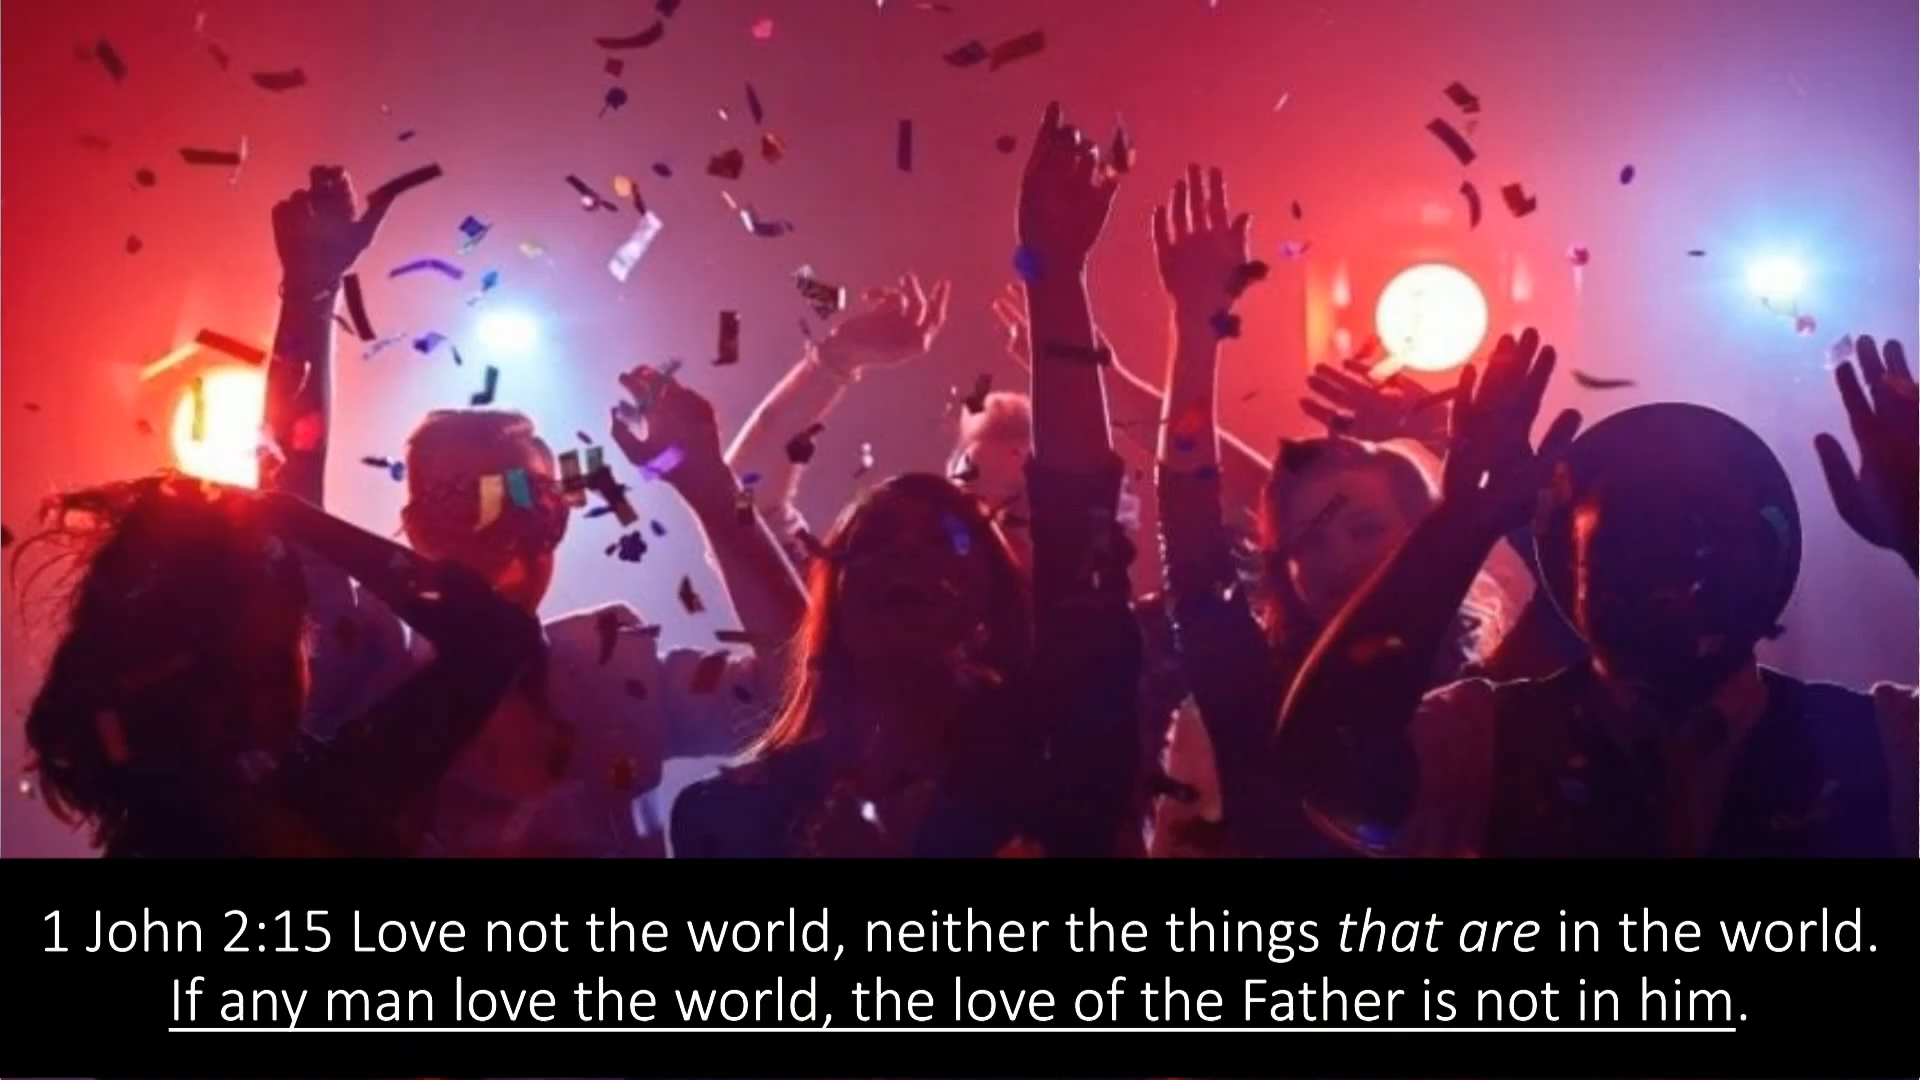 1 John 2:15 Love not the world, neither the things that are in the world.
If any man love the world, the love of the Father is not in him.